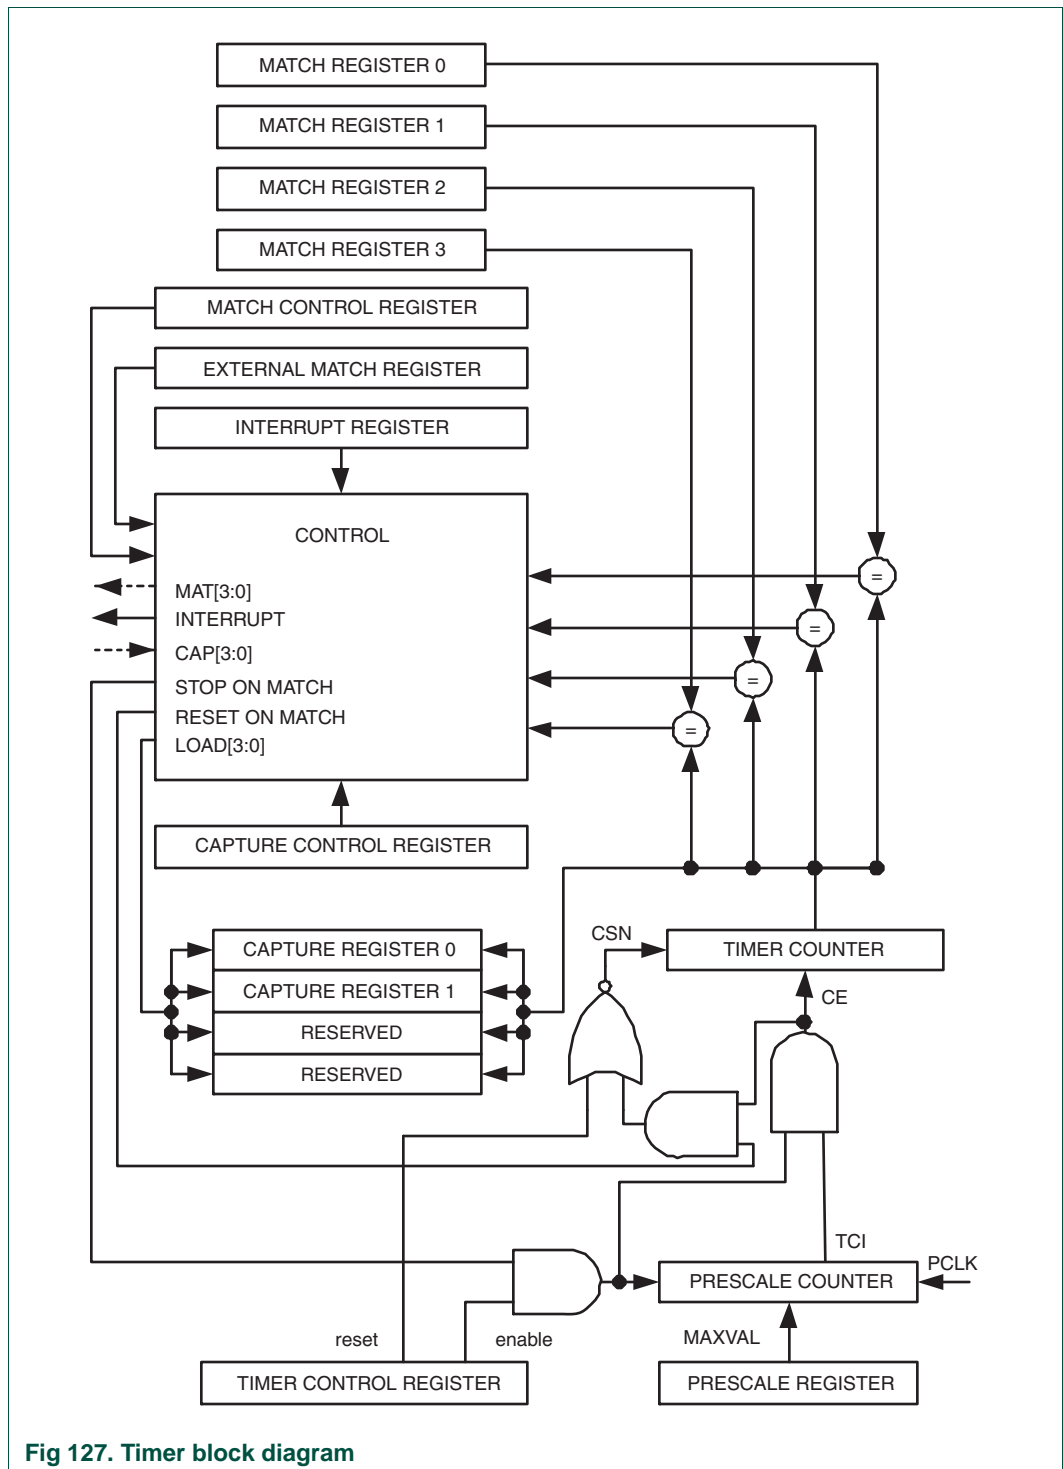 MATCH REGISTER 0
MATCH REGISTER 1
MATCH REGISTER 2
MATCH REGISTER 3
MATCH CONTROL REGISTER
EXTERNAL MATCH REGISTER
INTERRUPT REGISTER
CONTROL
=
=
=
=
MAT[3:0]
INTERRUPT
CAP[3:0]
STOP ON MATCH
RESET ON MATCH
LOAD[3:0]
CAPTURE CONTROL REGISTER
CSN
TIMER COUNTER
CE
CAPTURE REGISTER 0
CAPTURE REGISTER 1
RESERVED
RESERVED
TCI
PCLK
PRESCALE COUNTER
reset
enable
MAXVAL
TIMER CONTROL REGISTER
PRESCALE REGISTER
Fig 127. Timer block diagram